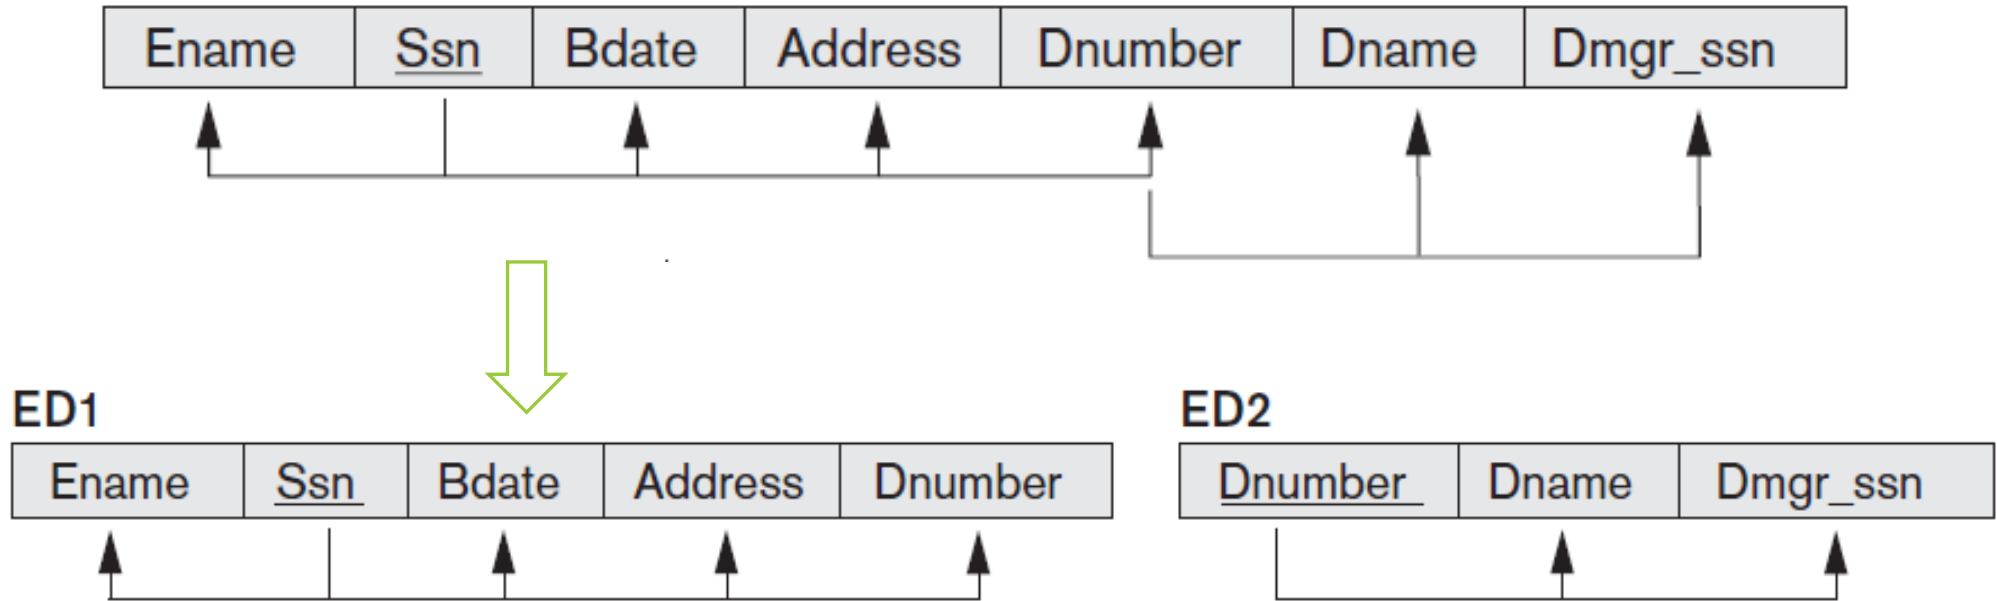 Ename Ssn Bdate Address Dnumber Dname Dmgr_ssn
ED1 ED2
Ename Ssn Bdate Address Dnumber Dnumber Dname Dmgr_ssn